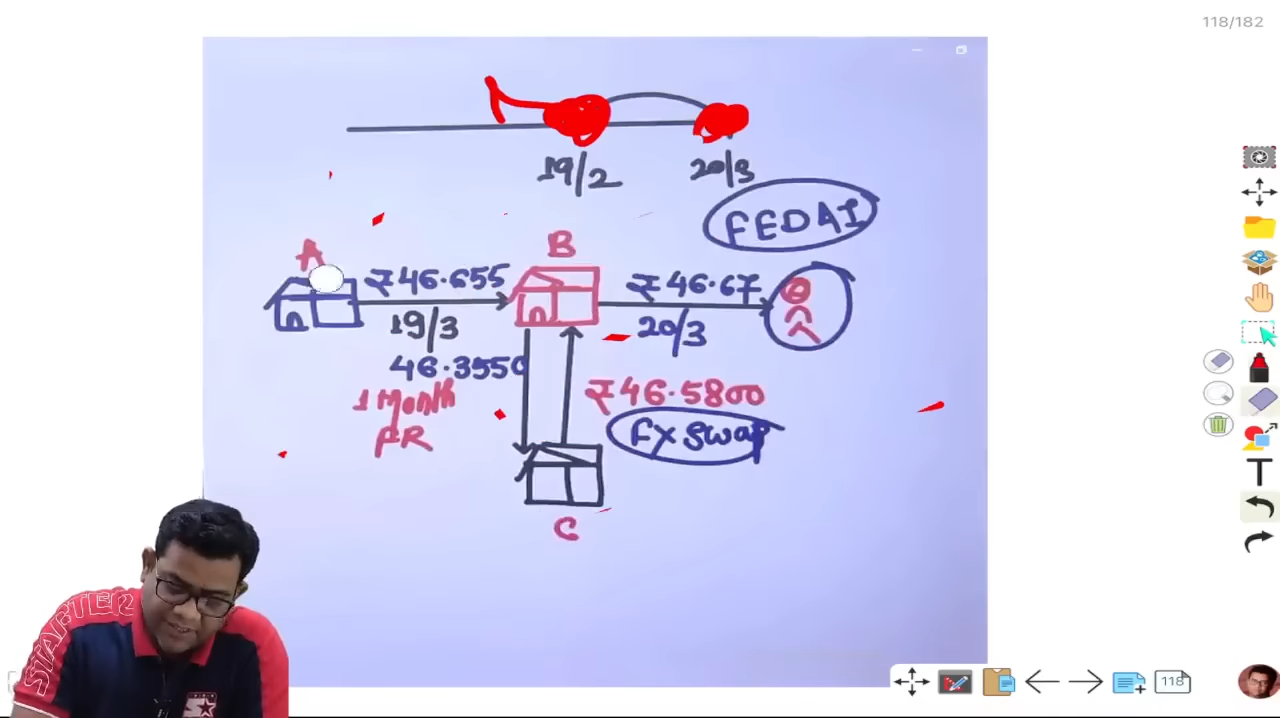 118/182
19/2
20/3
FEDAI
A
B
₹46.655
₹46.67
19/3
20/3
46.3550
₹46.5800
1 Month
FR
FX Swap
C
STARTER
118